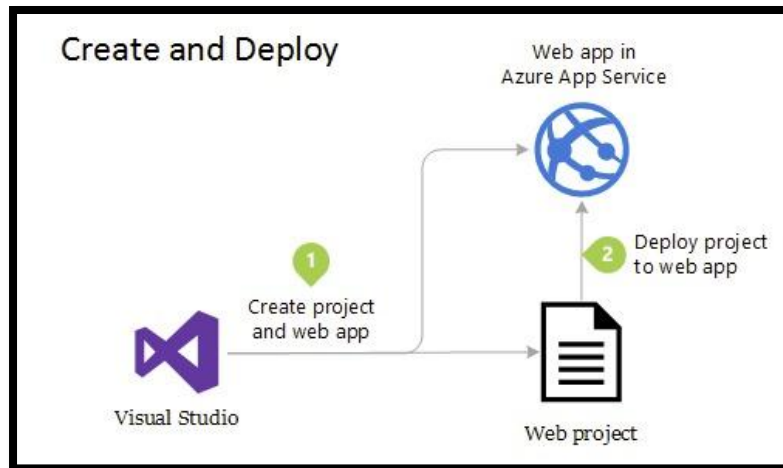 Create and Deploy
Web app in
Azure App Service
1
Create project
and web app
2
Deploy project
to web app
Visual Studio
Web project